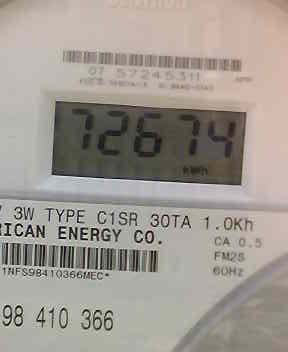 07 57245311
72674
kWh
3W TYPE C1SR 30TA 1.0Kh
RICAN ENERGY CO.
CA 0.5
FM2S
60Hz
1NFS98410366MEC*
98 410 366